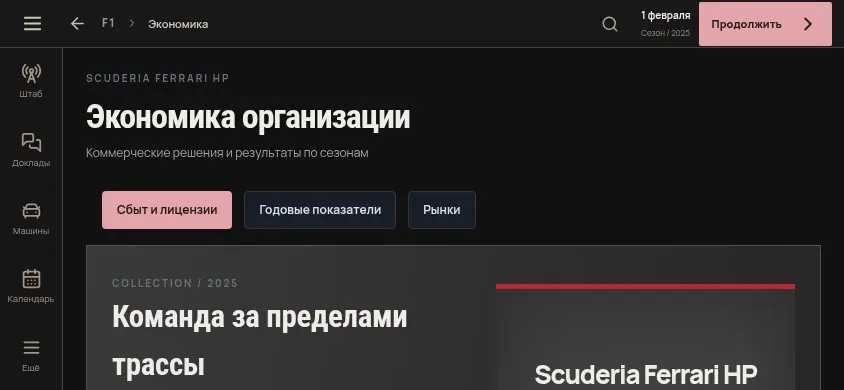 F1
Экономика
1 февраля
Сезон / 2025
Продолжить
Штаб
Доклады
Машины
Календарь
Ещё
SCUDERIA FERRARI HP
Экономика организации
Коммерческие решения и результаты по сезонам
Сбыт и лицензии
Годовые показатели
Рынки
COLLECTION / 2025
Команда за пределами
трассы
Scuderia Ferrari HP